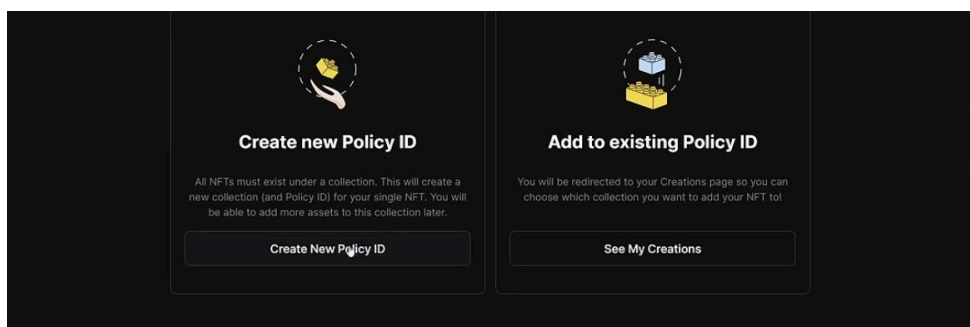 Create new Policy ID
All NFTs must exist under a collection. This will create a
new collection (and Policy ID) for your single NFT. You will
be able to add more assets to this collection later.
Create New Policy ID
Add to existing Policy ID
You will be redirected to your Creations page so you can
choose which collection you want to add your NFT to!
See My Creations